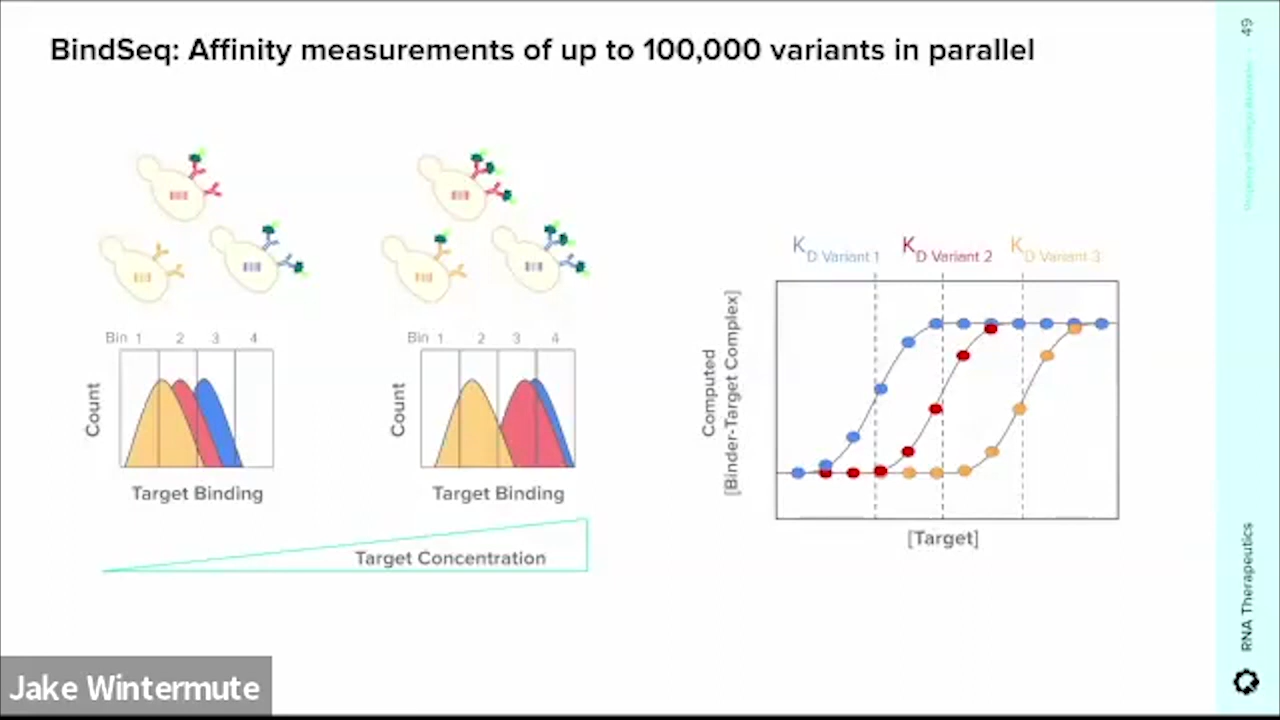 BindSeq: Affinity measurements of up to 100,000 variants in parallel
49
Bin 1 2 3 4
Count
Target Binding
Bin 1 2 3 4
Count
Target Binding
Target Concentration
KD Variant 1 KD Variant 2 KD Variant 3
Computed
[Binder-Target Complex]
[Target]
RNA Therapeutics
Jake Wintermute